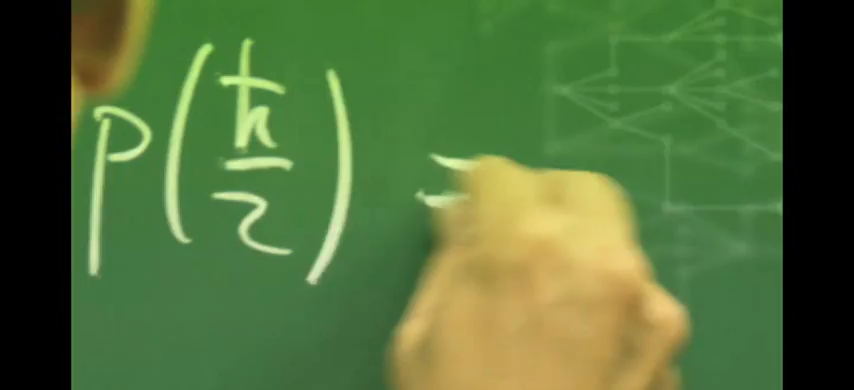 P(ħ/2) =